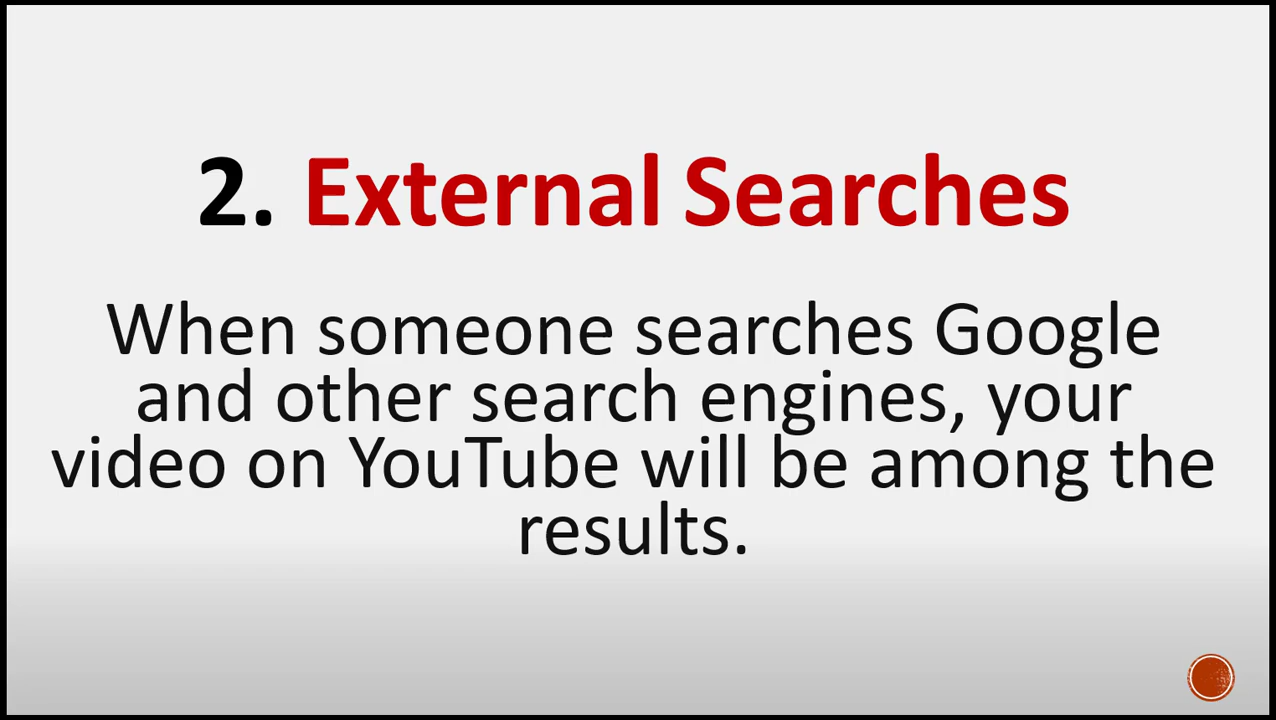 2. External Searches
When someone searches Google
and other search engines, your
video on YouTube will be among the
results.